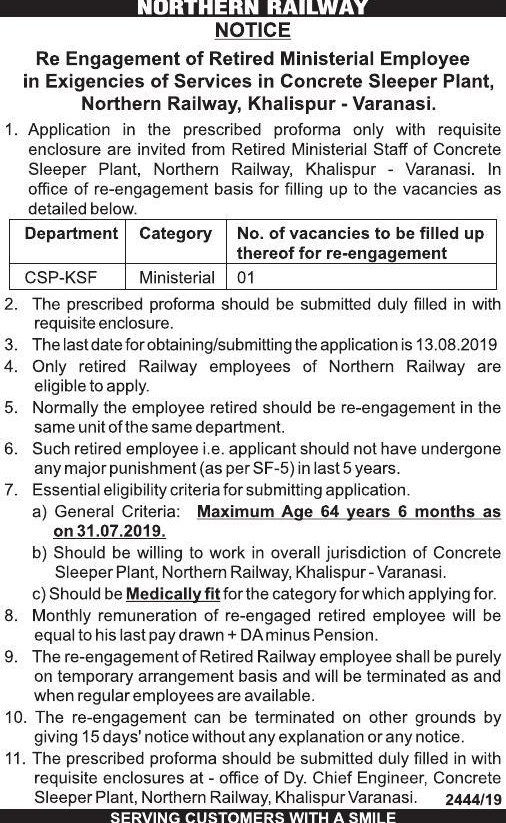 NORTHERN RAILWAY
NOTICE
Re Engagement of Retired Ministerial Employee
in Exigencies of Services in Concrete Sleeper Plant,
Northern Railway, Khalispur - Varanasi.
1. Application in the prescribed proforma only with requisite
enclosure are invited from Retired Ministerial Staff of Concrete
Sleeper Plant, Northern Railway, Khalispur - Varanasi. In
office of re-engagement basis for filling up to the vacancies as
detailed below.
Department Category No. of vacancies to be filled up
thereof for re-engagement
CSP-KSF Ministerial 01
2. The prescribed proforma should be submitted duly filled in with
requisite enclosure.
3. The last date for obtaining/submitting the application is 13.08.2019
4. Only retired Railway employees of Northern Railway are
eligible to apply.
5. Normally the employee retired should be re-engagement in the
same unit of the same department.
6. Such retired employee i.e. applicant should not have undergone
any major punishment (as per SF-5) in last 5 years.
7. Essential eligibility criteria for submitting application.
a) General Criteria: Maximum Age 64 years 6 months as
on 31.07.2019.
b) Should be willing to work in overall jurisdiction of Concrete
Sleeper Plant, Northern Railway, Khalispur - Varanasi.
c) Should be Medically fit for the category for which applying for.
8. Monthly remuneration of re-engaged retired employee will be
equal to his last pay drawn + DA minus Pension.
9. The re-engagement of Retired Railway employee shall be purely
on temporary arrangement basis and will be terminated as and
when regular employees are available.
10. The re-engagement can be terminated on other grounds by
giving 15 days' notice without any explanation or any notice.
11. The prescribed proforma should be submitted duly filled in with
requisite enclosures at - office of Dy. Chief Engineer, Concrete
Sleeper Plant, Northern Railway, Khalispur Varanasi. 2444/19
SERVING CUSTOMERS WITH A SMILE